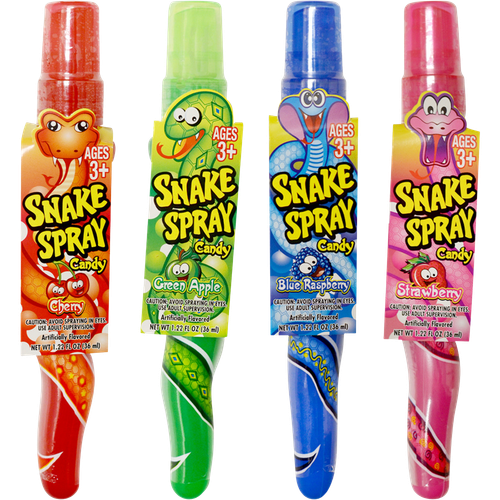 AGES
3+
SNAKE
SPRAY
Candy
Cherry
CAUTION: AVOID SPRAYING IN EYES.
USE ADULT SUPERVISION.
Artificially Flavored
NET WT 1.22 FL OZ (36 ml)
AGES
3+
SNAKE
SPRAY
Candy
Green Apple
CAUTION: AVOID SPRAYING IN EYES.
USE ADULT SUPERVISION.
Artificially Flavored
NET WT 1.22 FL OZ (36 ml)
AGES
3+
SNAKE
SPRAY
Candy
Blue Raspberry
CAUTION: AVOID SPRAYING IN EYES.
USE ADULT SUPERVISION.
Artificially Flavored
NET WT 1.22 FL OZ (36 ml)
AGES
3+
SNAKE
SPRAY
Candy
Strawberry
CAUTION: AVOID SPRAYING IN EYES.
USE ADULT SUPERVISION.
Artificially Flavored
NET WT 1.22 FL OZ (36 ml)